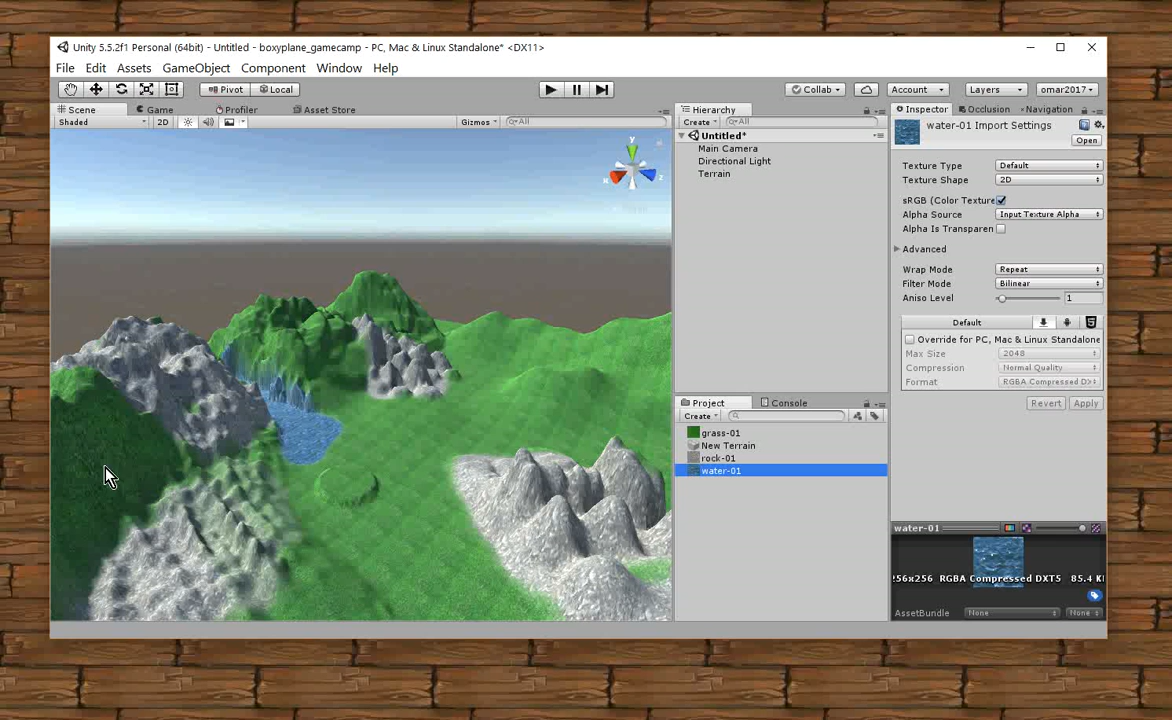 Unity 5.5.2f1 Personal (64bit) - Untitled - boxyplane_gamecamp - PC, Mac & Linux Standalone* <DX11>
File Edit Assets GameObject Component Window Help
Pivot Local Collab Account Layers omar2017
Scene Game Profiler Asset Store
Shaded 2D Gizmos All
y
x
z
Hierarchy
Create All
Untitled*
Main Camera
Directional Light
Terrain
Project Console
Create
grass-01
New Terrain
rock-01
water-01
Inspector Occlusion Navigation
water-01 Import Settings
Open
Texture Type Default
Texture Shape 2D
sRGB (Color Texture
Alpha Source Input Texture Alpha
Alpha Is Transparen
Advanced
Wrap Mode Repeat
Filter Mode Bilinear
Aniso Level 1
Default
Override for PC, Mac & Linux Standalone
Max Size 2048
Compression Normal Quality
Format RGBA Compressed DX
Revert Apply
water-01
256x256 RGBA Compressed DXT5 85.4 K
AssetBundle None None